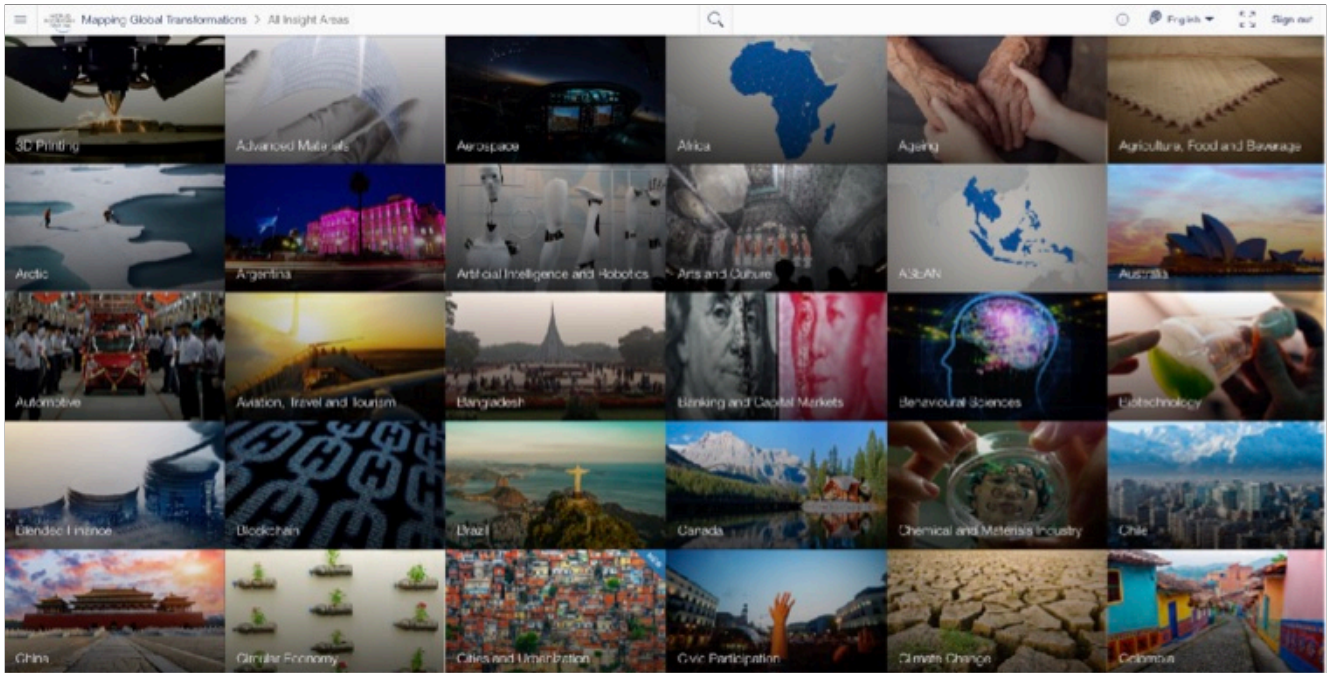 Mapping Global Transformations > All Insight Areas
English
Sign out
3D Printing
Advanced Materials
Aerospace
Africa
Ageing
Agriculture, Food and Beverage
Arctic
Argentina
Artificial Intelligence and Robotics
Arts and Culture
ASEAN
Australia
Automotive
Aviation, Travel and Tourism
Bangladesh
Banking and Capital Markets
Behavioural Sciences
Biotechnology
Blended Finance
Blockchain
Brazil
Canada
Chemical and Materials Industry
Chile
NEW
China
Circular Economy
Cities and Urbanization
Civic Participation
Climate Change
Colombia